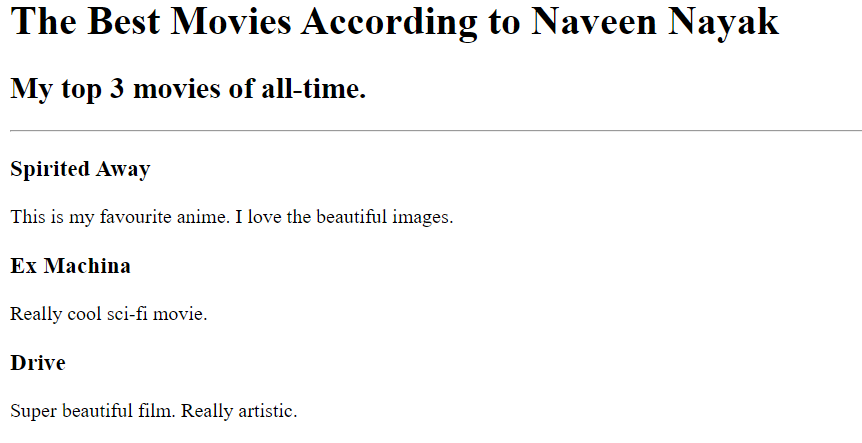 The Best Movies According to Naveen Nayak
My top 3 movies of all-time.
Spirited Away
This is my favourite anime. I love the beautiful images.
Ex Machina
Really cool sci-fi movie.
Drive
Super beautiful film. Really artistic.